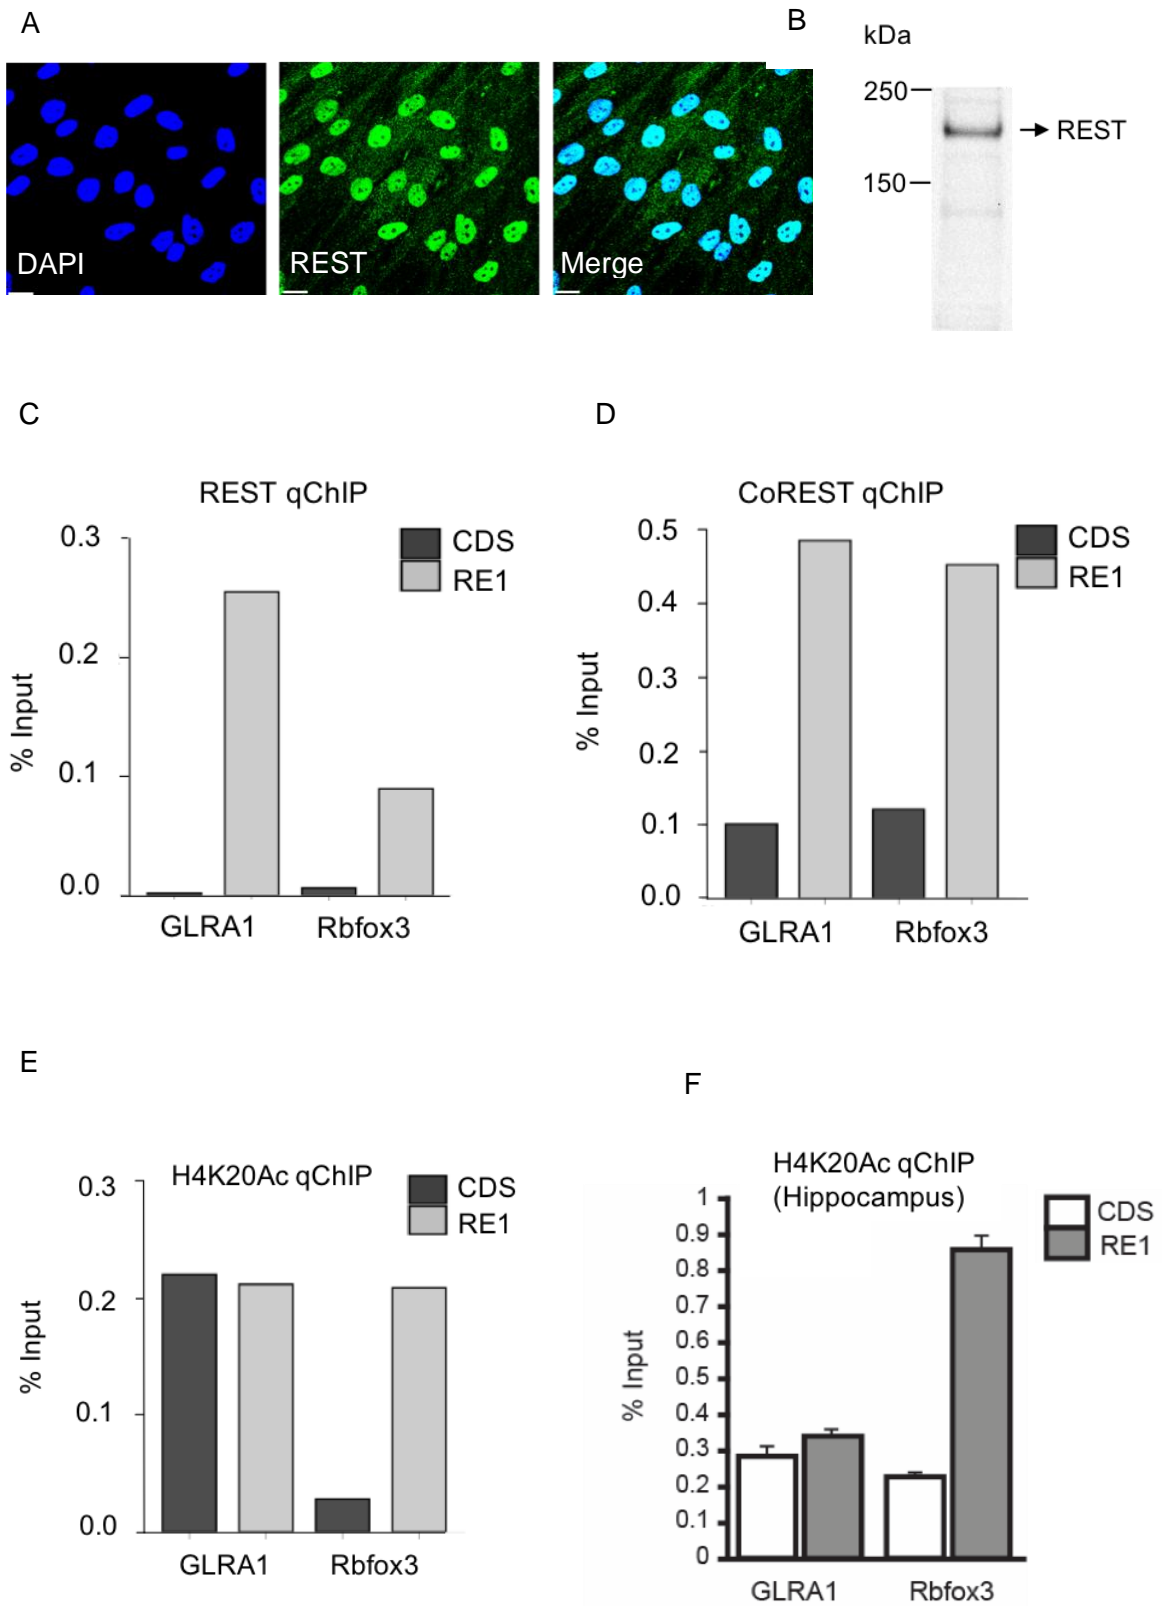 A
B
kDa
250
REST
150
DAPI
REST
Merge
C
D
REST qChIP
CDS
RE1
0.3
0.2
0.1
0.0
% Input
GLRA1
Rbfox3
CoREST qChIP
CDS
RE1
0.5
0.4
0.3
0.2
0.1
0.0
% Input
GLRA1
Rbfox3
E
F
H4K20Ac qChIP
CDS
RE1
0.3
0.2
0.1
0.0
% Input
GLRA1
Rbfox3
H4K20Ac qChIP
(Hippocampus)
CDS
RE1
1
0.9
0.8
0.7
0.6
0.5
0.4
0.3
0.2
0.1
0
% Input
GLRA1
Rbfox3